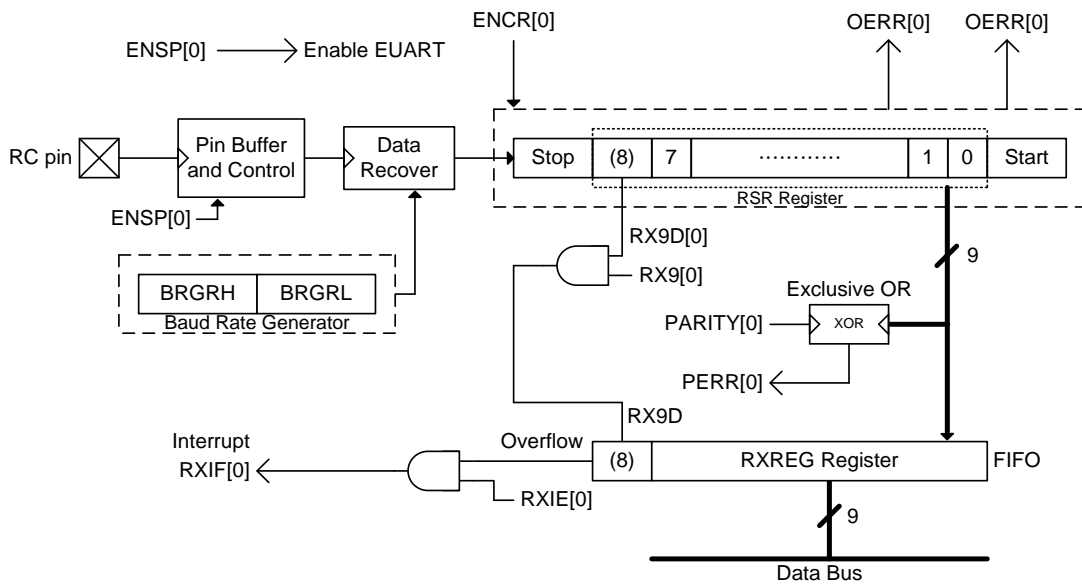 ENCR[0]
OERR[0]
OERR[0]
ENSP[0]
Enable EUART
RC pin
Pin Buffer
and Control
Data
Recover
Stop
(8)
7
............
1
0
Start
RSR Register
ENSP[0]
RX9D[0]
RX9[0]
9
BRGRH
BRGRL
Baud Rate Generator
Exclusive OR
PARITY[0]
XOR
PERR[0]
RX9D
Interrupt
RXIF[0]
Overflow
(8)
RXREG Register
FIFO
RXIE[0]
9
Data Bus